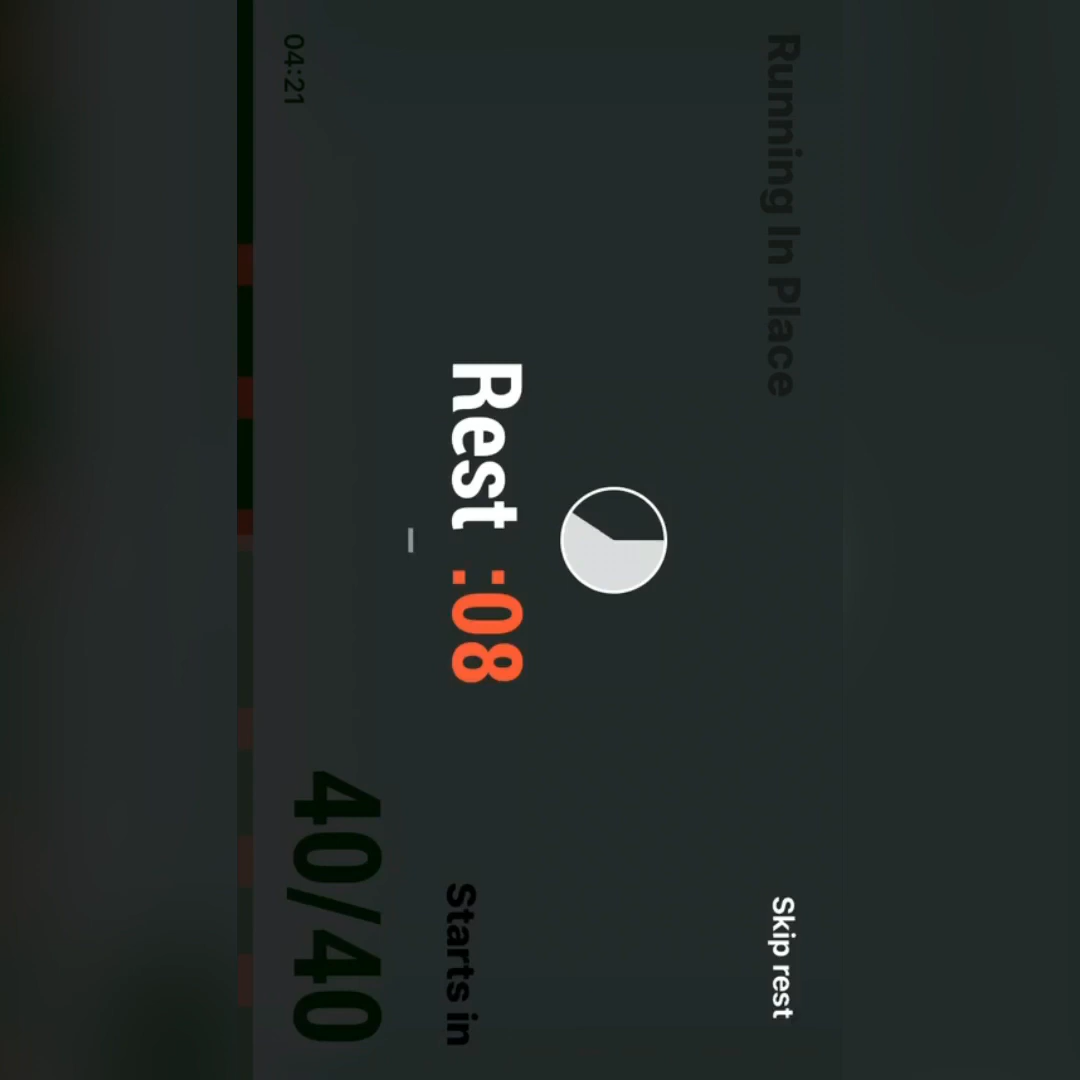 Running In Place
Skip rest
Rest :08
Starts in
04:21
40/40